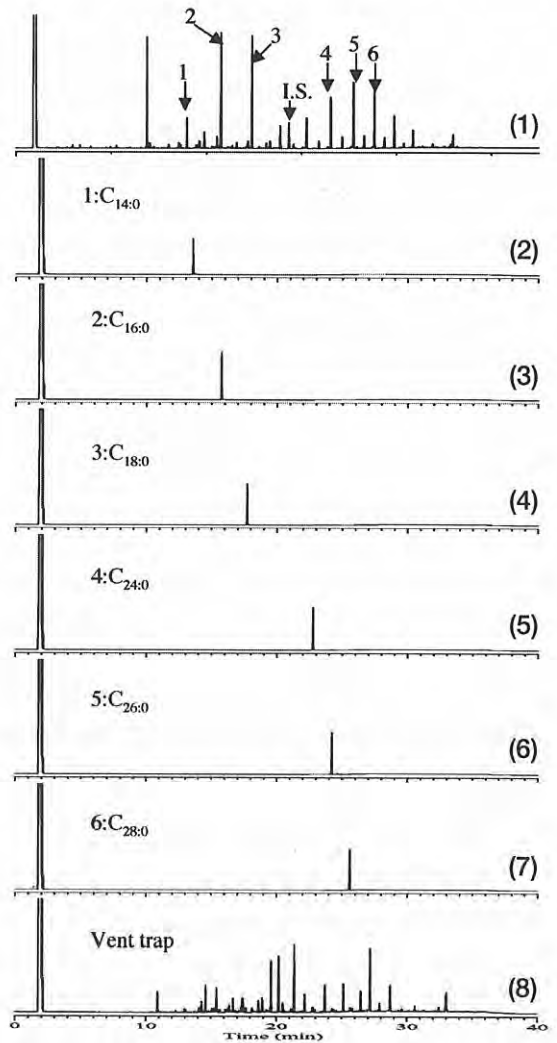 2
3
1
I.S.
4
5
6
(1)
1:C14:0
(2)
2:C16:0
(3)
3:C18:0
(4)
4:C24:0
(5)
5:C26:0
(6)
6:C28:0
(7)
Vent trap
(8)
0 10 20 30 40
Time (min)